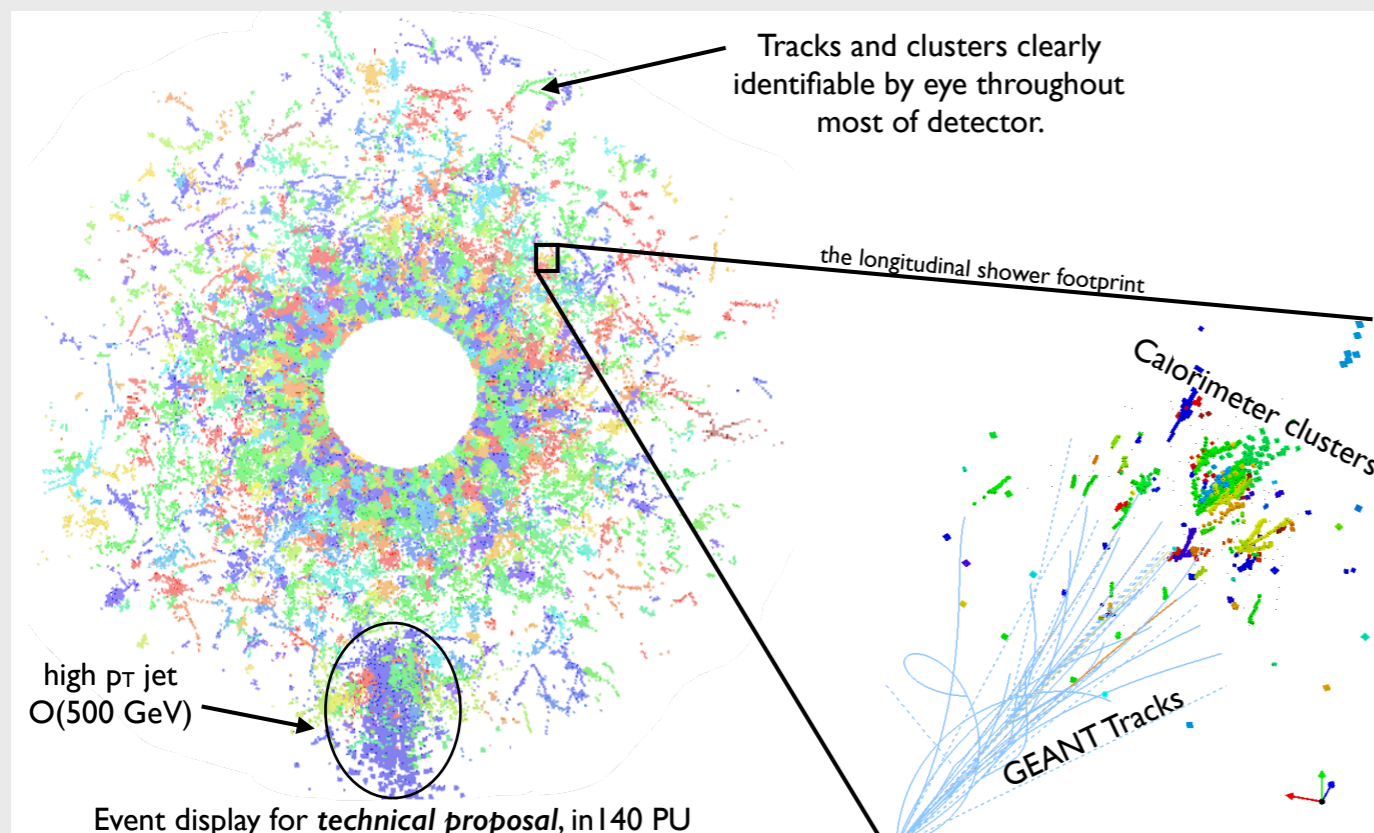 Tracks and clusters clearly
identifiable by eye throughout
most of detector.
the longitudinal shower footprint
Calorimeter clusters
high pT jet
O(500 GeV)
GEANT Tracks
Event display for technical proposal, in140 PU